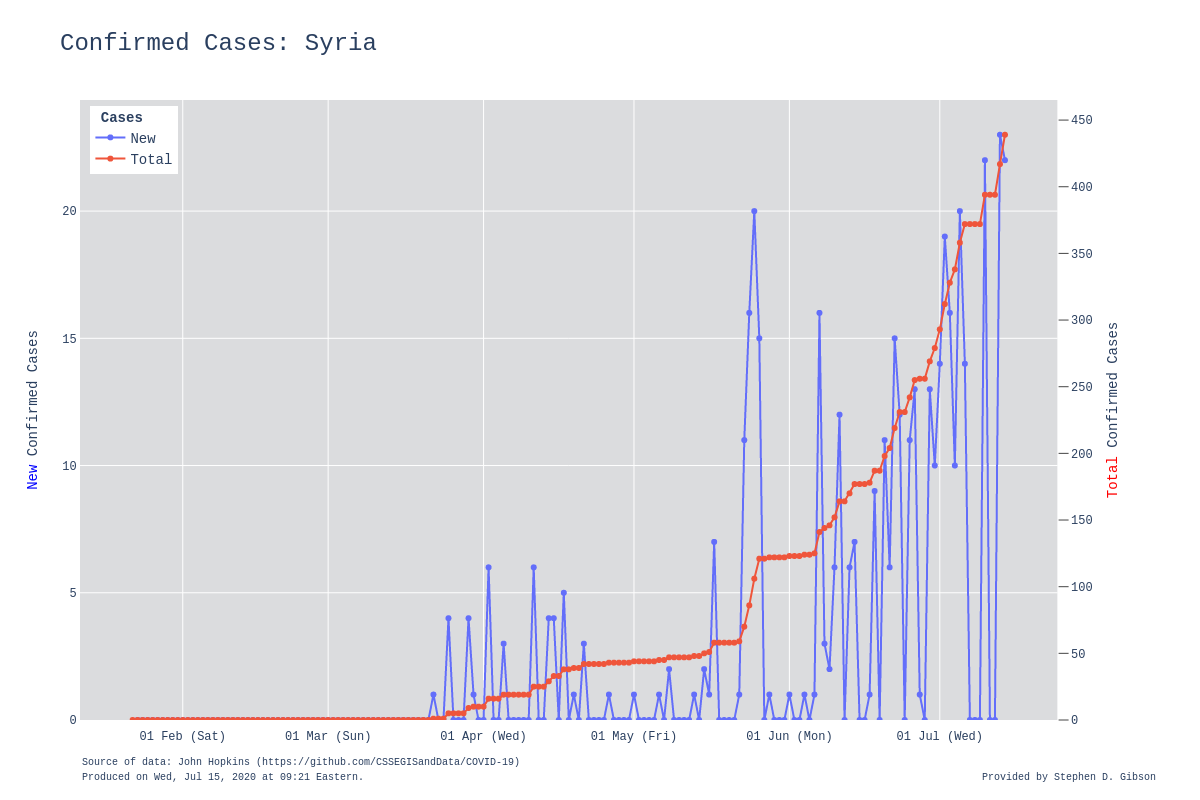 Confirmed Cases: Syria
Cases
New
Total
20
15
10
5
0
450
400
350
300
250
200
150
100
50
0
New Confirmed Cases
Total Confirmed Cases
01 Feb (Sat)
01 Mar (Sun)
01 Apr (Wed)
01 May (Fri)
01 Jun (Mon)
01 Jul (Wed)
Source of data: John Hopkins (https://github.com/CSSEGISandData/COVID-19)
Produced on Wed, Jul 15, 2020 at 09:21 Eastern.
Provided by Stephen D. Gibson